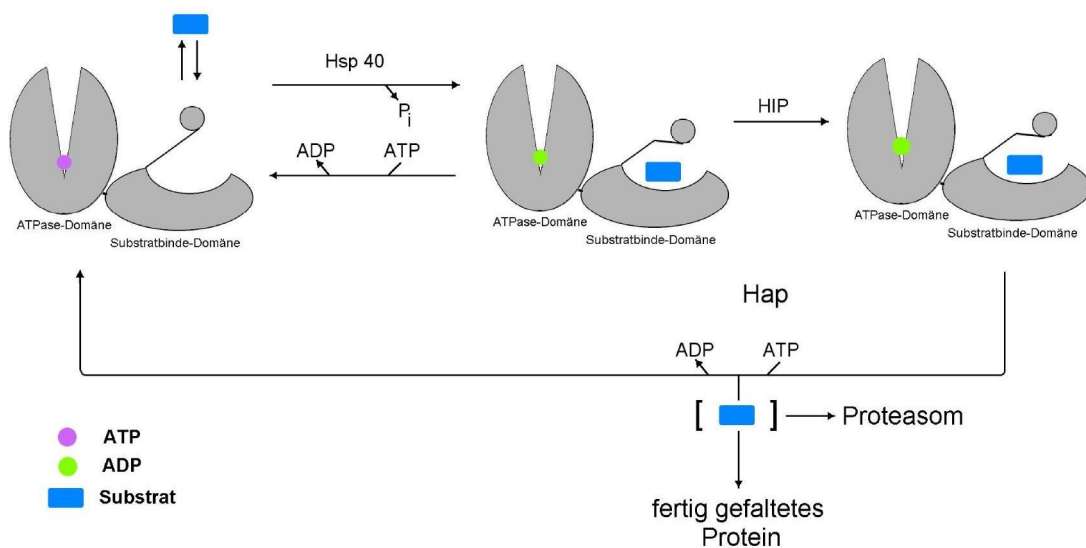 Hsp 40
P i
ADP ATP
ATPase-Domäne
Substratbinde-Domäne
ATPase-Domäne
Substratbinde-Domäne
HIP
ATPase-Domäne
Substratbinde-Domäne
Hap
ADP ATP
[ ] Proteasom
fertig gefaltetes
Protein
ATP
ADP
Substrat